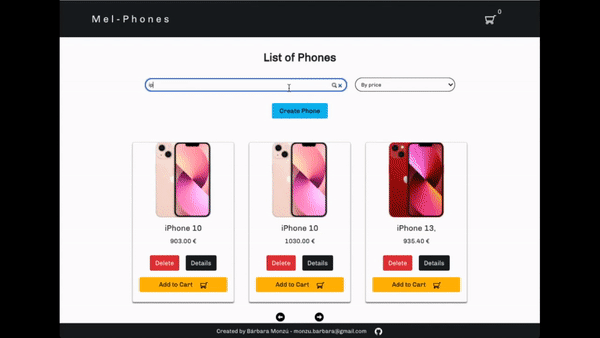 Mel-Phones
0
List of Phones
ip
By price
Create Phone
iPhone 10
903.00 €
Delete
Details
Add to Cart
iPhone 10
1030.00 €
Delete
Details
Add to Cart
iPhone 13,
935.40 €
Delete
Details
Add to Cart
Created by Bárbara Monzú - monzu.barbara@gmail.com